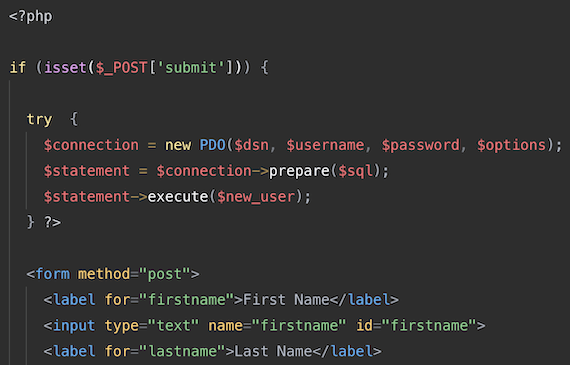 <?php
if (isset($_POST['submit'])) {
try  {
$connection = new PDO($dsn, $username, $password, $options);
$statement = $connection->prepare($sql);
$statement->execute($new_user);
} ?>
<form method="post">
<label for="firstname">First Name</label>
<input type="text" name="firstname" id="firstname">
<label for="lastname">Last Name</label>